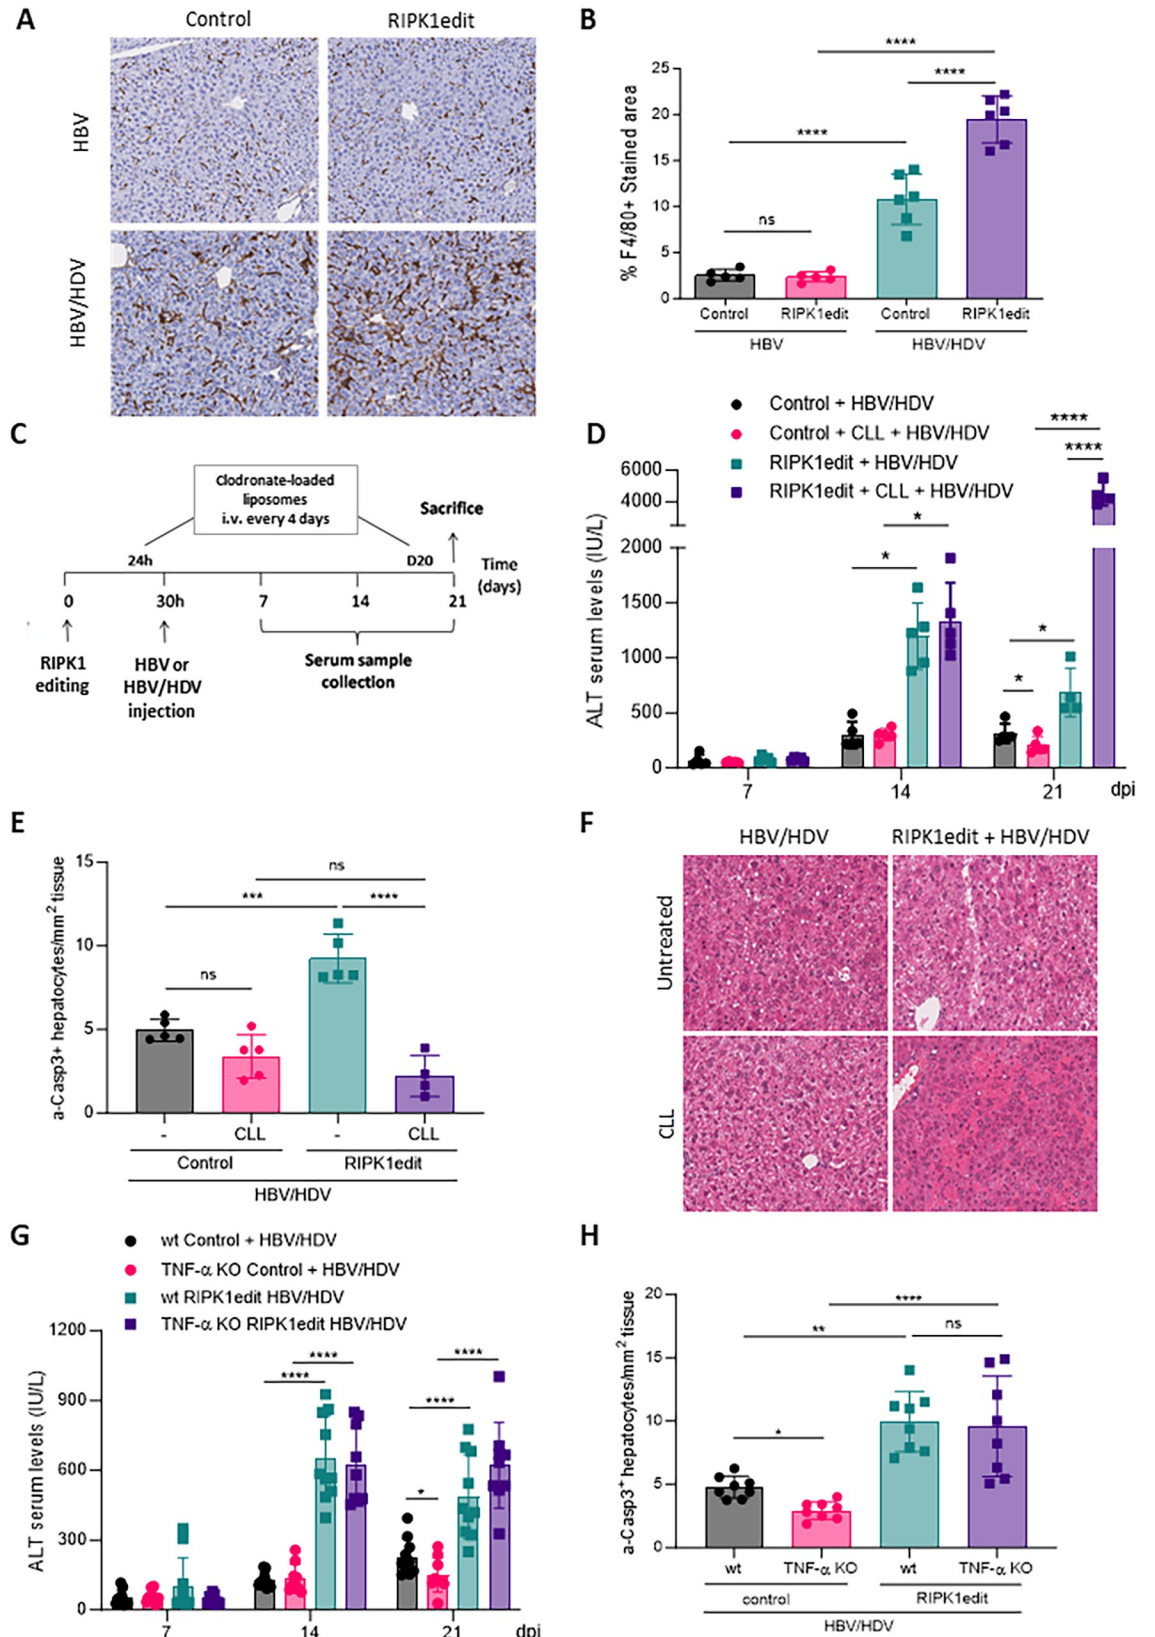 A
Control
RIPK1edit
HBV
HBV/HDV
B
% F4/80+ Stained area
25
20
15
10
5
0
****
****
****
ns
Control
RIPK1edit
Control
RIPK1edit
HBV
HBV/HDV
C
Clodronate-loaded
liposomes
i.v. every 4 days
Sacrifice
24h
D20
Time
(days)
0
30h
7
14
21
RIPK1
editing
HBV or
HBV/HDV
injection
Serum sample
collection
D
Control + HBV/HDV
Control + CLL + HBV/HDV
RIPK1edit + HBV/HDV
RIPK1edit + CLL + HBV/HDV
ALT serum levels (IU/L)
6000
4000
2000
1500
1000
500
0
*
*
*
*
****
****
7
14
21
dpi
E
a-Casp3+ hepatocytes/mm² tissue
15
10
5
0
ns
***
****
ns
-
CLL
-
CLL
Control
RIPK1edit
HBV/HDV
F
HBV/HDV
RIPK1edit + HBV/HDV
Untreated
CLL
G
wt Control + HBV/HDV
TNF-α KO Control + HBV/HDV
wt RIPK1edit HBV/HDV
TNF-α KO RIPK1edit HBV/HDV
ALT serum levels (IU/L)
1200
900
600
300
0
****
****
****
****
*
7
14
21
dpi
H
a-Casp3⁺ hepatocytes/mm² tissue
20
15
10
5
0
****
**
ns
*
wt
TNF-α KO
wt
TNF-α KO
control
RIPK1edit
HBV/HDV